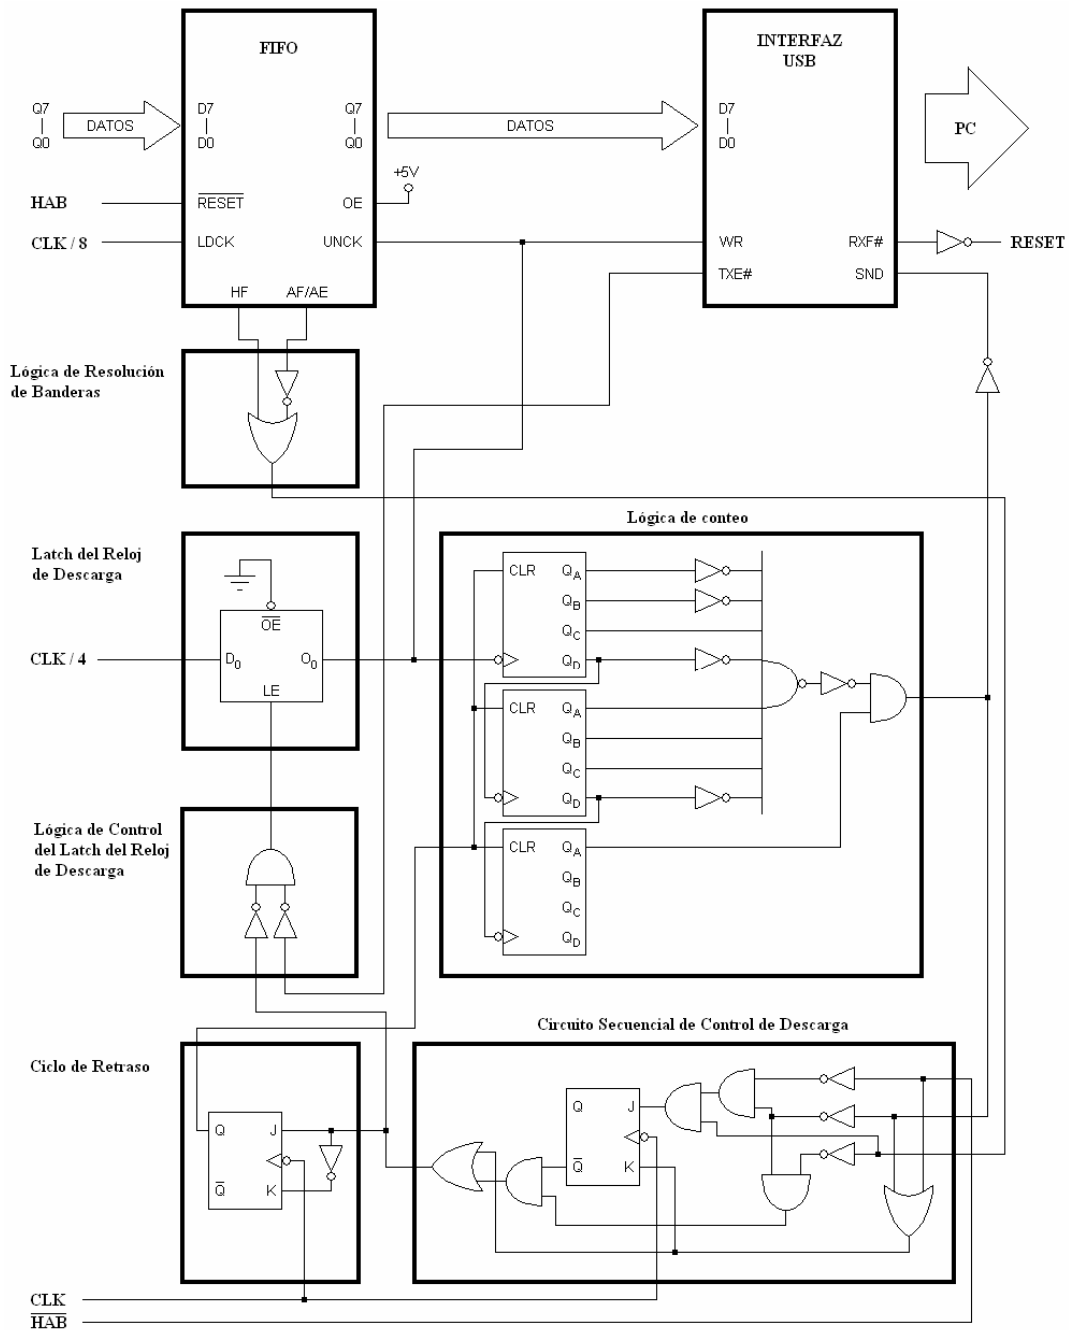 FIFO
INTERFAZ
USB
Q7
Q0
DATOS
D7
D0
Q7
Q0
DATOS
D7
D0
PC
+5V
HAB
RESET
OE
CLK / 8
LDCK
UNCK
WR
RXF#
RESET
TXE#
SND
HF
AF/AE
Lógica de Resolución
de Banderas
Lógica de conteo
Latch del Reloj
de Descarga
OE
CLK / 4
D0
O0
LE
CLR
QA
QB
QC
QD
CLR
QA
QB
QC
QD
CLR
QA
QB
QC
QD
Lógica de Control
del Latch del Reloj
de Descarga
Circuito Secuencial de Control de Descarga
Ciclo de Retraso
Q
J
Q
K
Q
J
Q
K
CLK
HAB